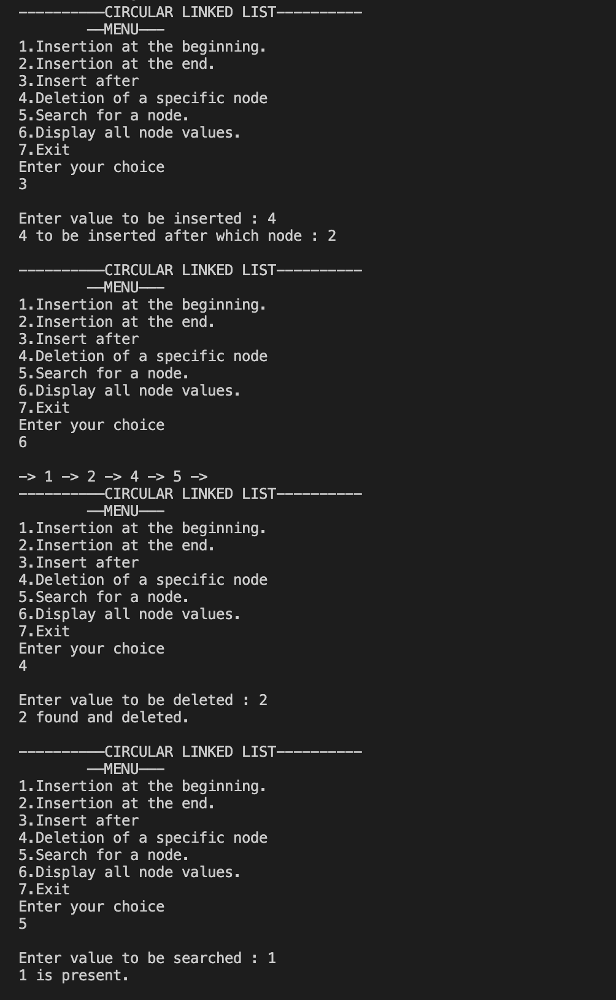 ----------CIRCULAR LINKED LIST----------
--MENU---
1.Insertion at the beginning.
2.Insertion at the end.
3.Insert after
4.Deletion of a specific node
5.Search for a node.
6.Display all node values.
7.Exit
Enter your choice
3
Enter value to be inserted : 4
4 to be inserted after which node : 2
----------CIRCULAR LINKED LIST----------
--MENU---
1.Insertion at the beginning.
2.Insertion at the end.
3.Insert after
4.Deletion of a specific node
5.Search for a node.
6.Display all node values.
7.Exit
Enter your choice
6
-> 1 -> 2 -> 4 -> 5 ->
----------CIRCULAR LINKED LIST----------
--MENU---
1.Insertion at the beginning.
2.Insertion at the end.
3.Insert after
4.Deletion of a specific node
5.Search for a node.
6.Display all node values.
7.Exit
Enter your choice
4
Enter value to be deleted : 2
2 found and deleted.
----------CIRCULAR LINKED LIST----------
--MENU---
1.Insertion at the beginning.
2.Insertion at the end.
3.Insert after
4.Deletion of a specific node
5.Search for a node.
6.Display all node values.
7.Exit
Enter your choice
5
Enter value to be searched : 1
1 is present.